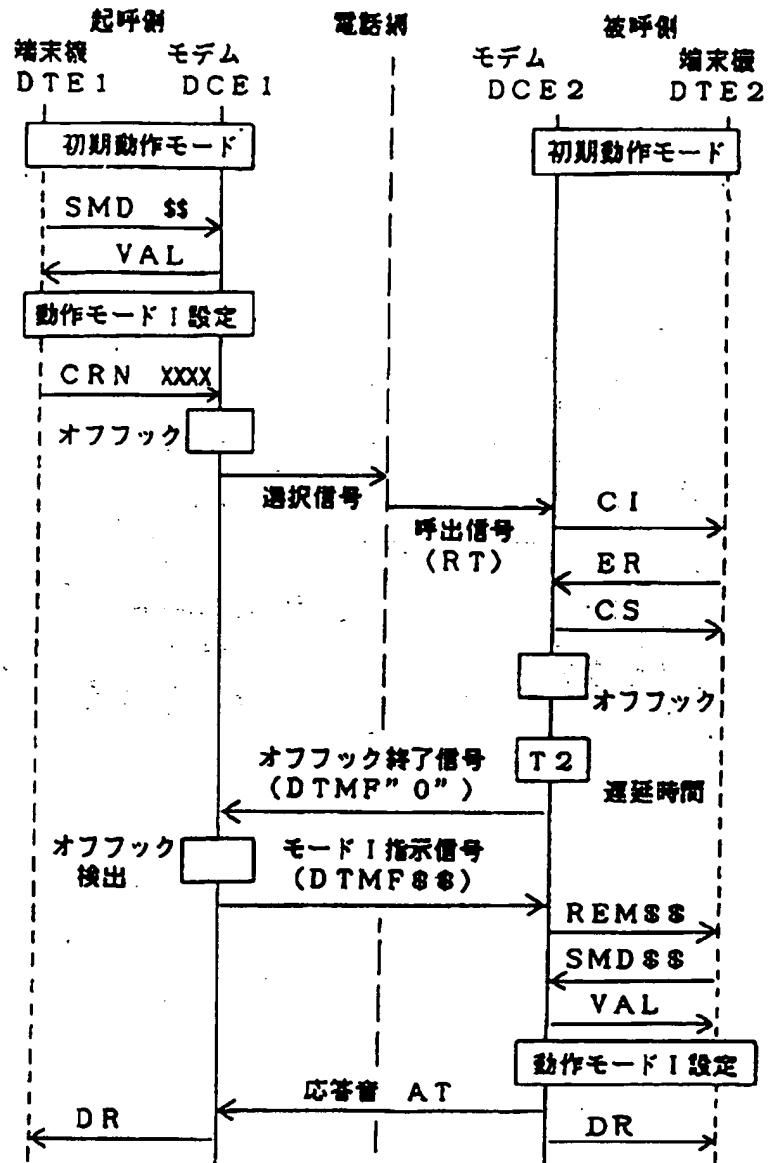 起呼側 電話網 被呼側
端末機 モデム モデム 端末機
DTE1 DCE1 DCE2 DTE2
初期動作モード 初期動作モード
SMD $$
VAL
動作モードI設定
CRN XXXX
オフフック
選択信号
呼出信号
(RT)
CI
ER
CS
オフフック
T2
遅延時間
オフフック終了信号
(DTMF"0")
オフフック
検出
モードI指示信号
(DTMF$$)
REM$$
SMD$$
VAL
動作モードI設定
応答音 AT
DR DR